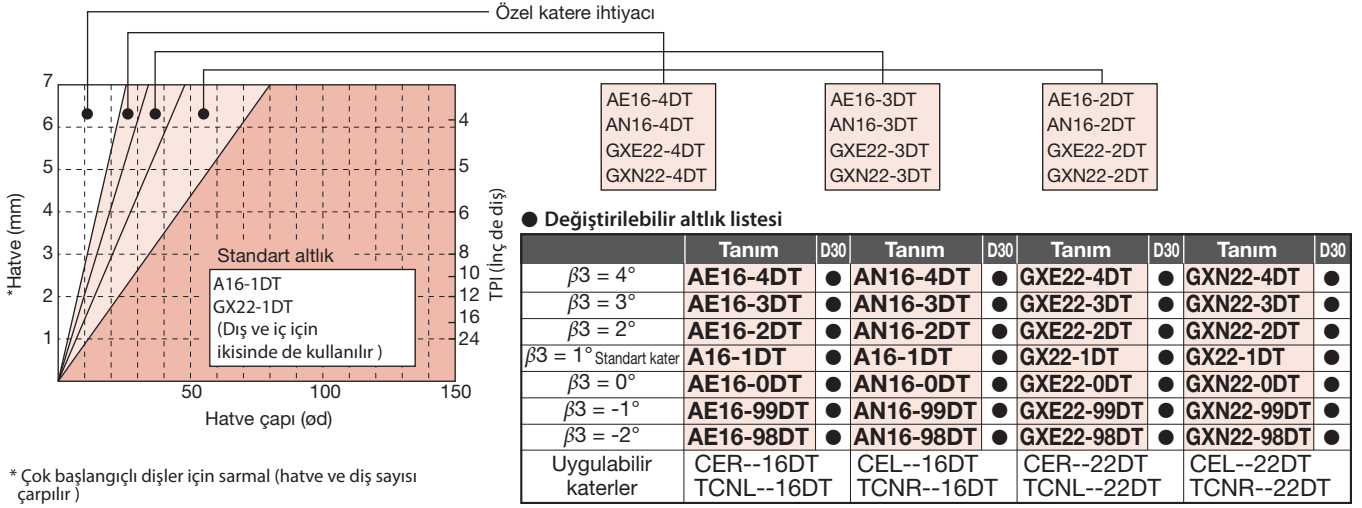 Özel katere ihtiyacı
7
6
5
4
3
2
1
*Hatve (mm)
4
5
6
8
10
12
16
24
TPI (İnç de diş)
Standart altlık
A16-1DT
GX22-1DT
(Dış ve iç için
ikisinde de kullanılır )
50 100 150
Hatve çapı (ød)
* Çok başlangıçlı dişler için sarmal (hatve ve diş sayısı
çarpılır )
AE16-4DT
AN16-4DT
GXE22-4DT
GXN22-4DT
AE16-3DT
AN16-3DT
GXE22-3DT
GXN22-3DT
AE16-2DT
AN16-2DT
GXE22-2DT
GXN22-2DT
● Değiştirilebilir altlık listesi
Tanım D30 Tanım D30 Tanım D30 Tanım D30
β3 = 4° AE16-4DT ● AN16-4DT ● GXE22-4DT ● GXN22-4DT ●
β3 = 3° AE16-3DT ● AN16-3DT ● GXE22-3DT ● GXN22-3DT ●
β3 = 2° AE16-2DT ● AN16-2DT ● GXE22-2DT ● GXN22-2DT ●
β3 = 1° Standart kater A16-1DT ● A16-1DT ● GX22-1DT ● GX22-1DT ●
β3 = 0° AE16-0DT ● AN16-0DT ● GXE22-0DT ● GXN22-0DT ●
β3 = -1° AE16-99DT ● AN16-99DT ● GXE22-99DT ● GXN22-99DT ●
β3 = -2° AE16-98DT ● AN16-98DT ● GXE22-98DT ● GXN22-98DT ●
Uygulabilir CER--16DT CEL--16DT CER--22DT CEL--22DT
katerler TCNL--16DT TCNR--16DT TCNL--22DT TCNR--22DT